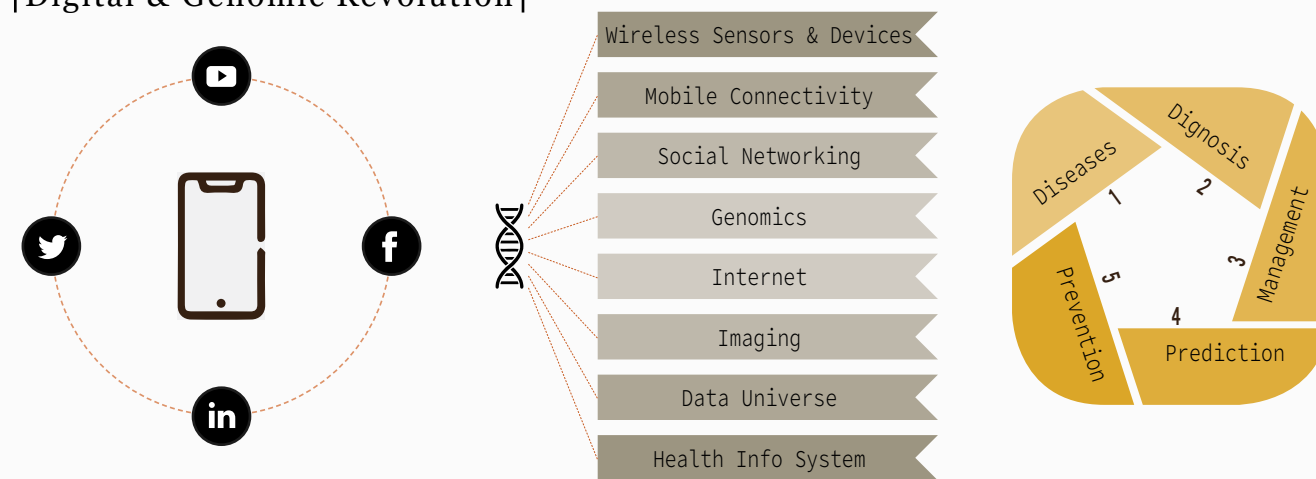 |Digital & Genomic Revolution|
in
Wireless Sensors & Devices
Mobile Connectivity
Social Networking
Genomics
Internet
Imaging
Data Universe
Health Info System
Diseases
1
Dignosis
2
Management
3
Prediction
4
Prevention
5